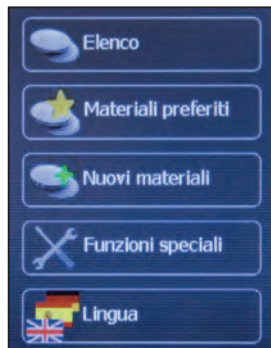 Elenco
Materiali preferiti
Nuovi materiali
Funzioni speciali
Lingua